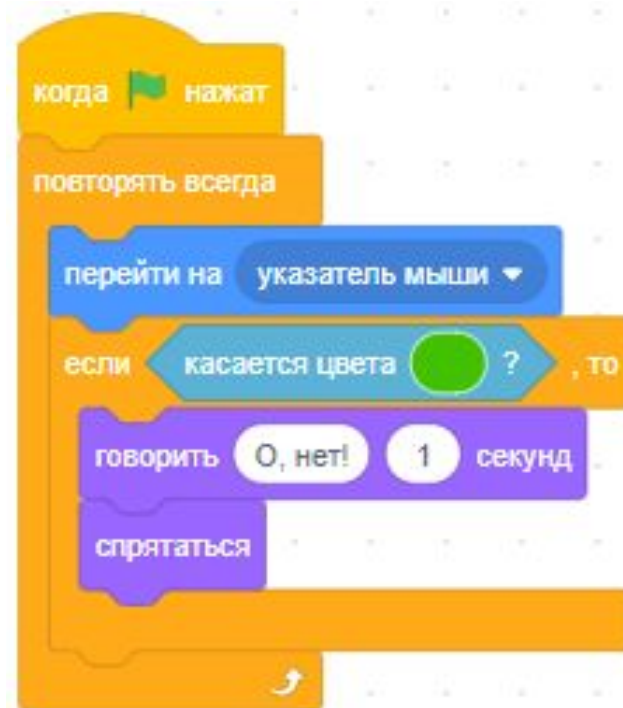 когда нажат
повторять всегда
перейти на указатель мыши
если касается цвета ? , то
говорить О, нет! 1 секунд
спрятаться